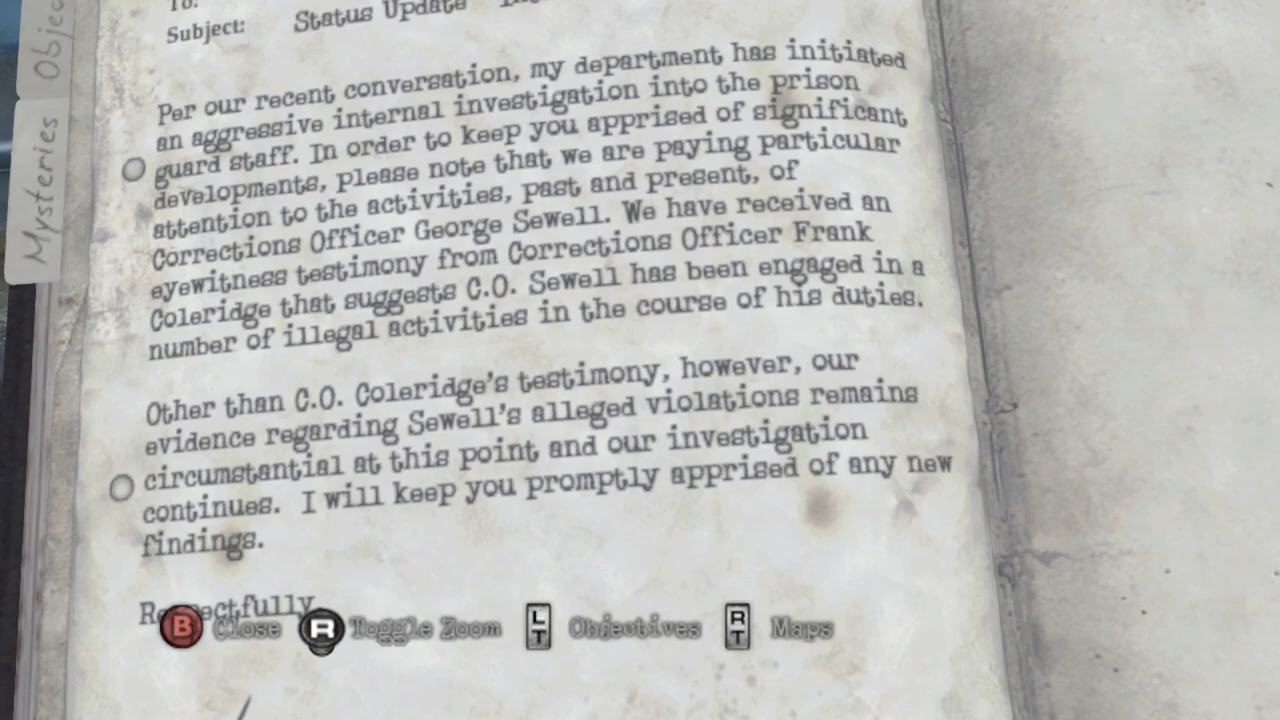 Objec
Mysteries
To:
Subject: Status Update
Per our recent conversation, my department has initiated
an aggressive internal investigation into the prison
guard staff. In order to keep you apprised of significant
developments, please note that we are paying particular
attention to the activities, past and present, of
Corrections Officer George Sewell. We have received an
eyewitness testimony from Corrections Officer Frank
Coleridge that suggests C.O. Sewell has been engaged in a
number of illegal activities in the course of his duties.
Other than C.O. Coleridge's testimony, however, our
evidence regarding Sewell's alleged violations remains
circumstantial at this point and our investigation
continues. I will keep you promptly apprised of any new
findings.
Respectfully
B Close R Toggle Zoom LT Objectives RT Maps